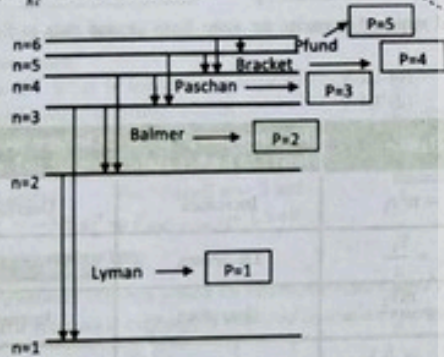 P=5
n=6
Pfund
n=5
Bracket
P=4
n=4
Paschan
P=3
n=3
Balmer
P=2
n=2
Lyman
P=1
n=1